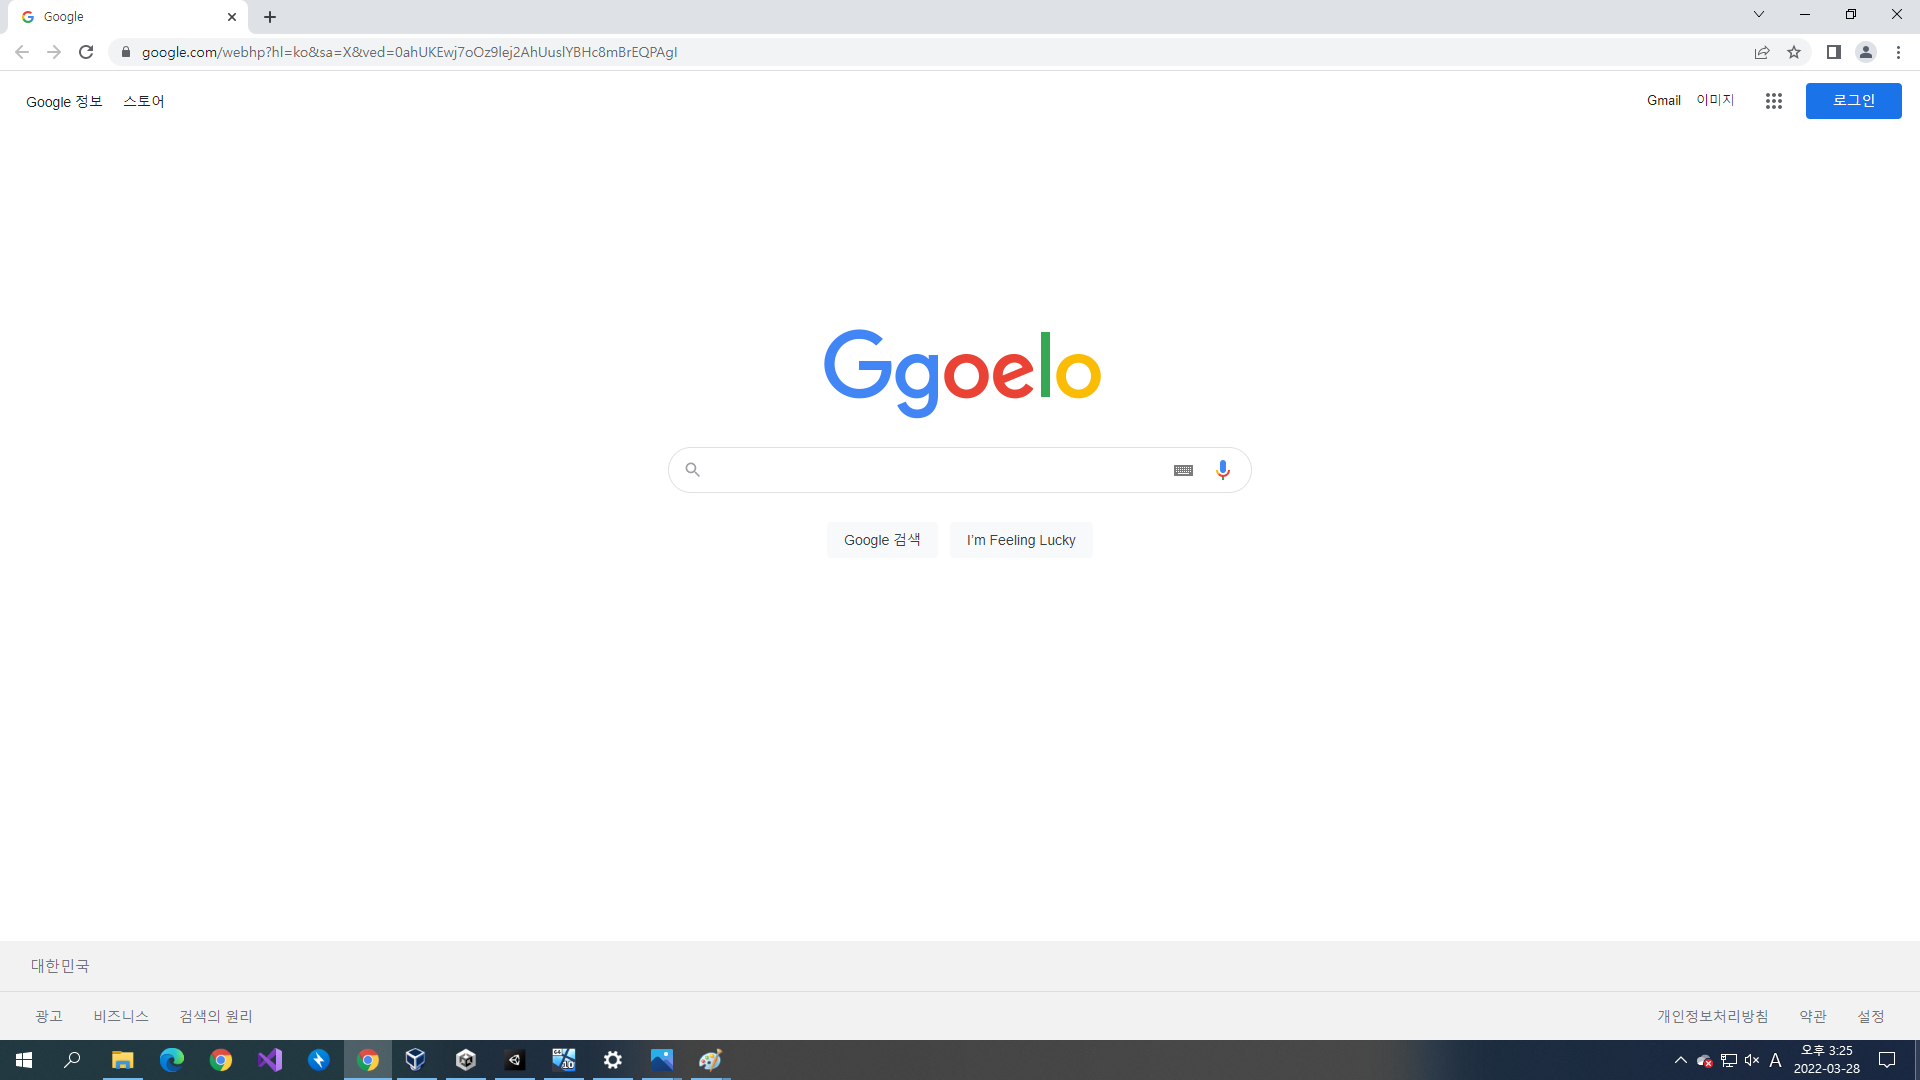 Google
google.com/webhp?hl=ko&sa=X&ved=0ahUKEwj7oOz9lej2AhUuslYBHc8mBrEQPAgI
Google 정보 스토어 Gmail 이미지 로그인
Ggoelo
Google 검색 I'm Feeling Lucky
대한민국
광고 비즈니스 검색의 원리 개인정보처리방침 약관 설정
64 10 A 오후 3:25
2022-03-28